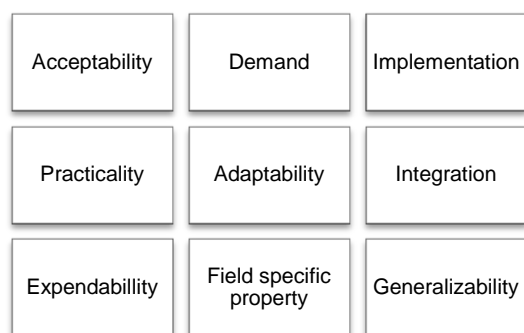 Acceptability
Demand
Implementation
Practicality
Adaptability
Integration
Expendabillity
Field specific
property
Generalizability